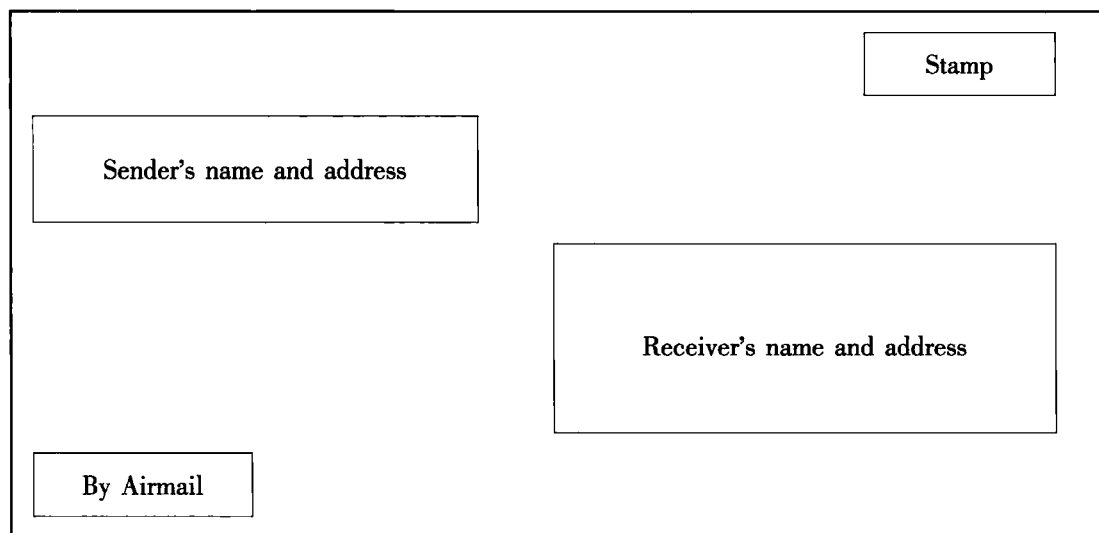 Stamp
Sender's name and address
Receiver's name and address
By Airmail